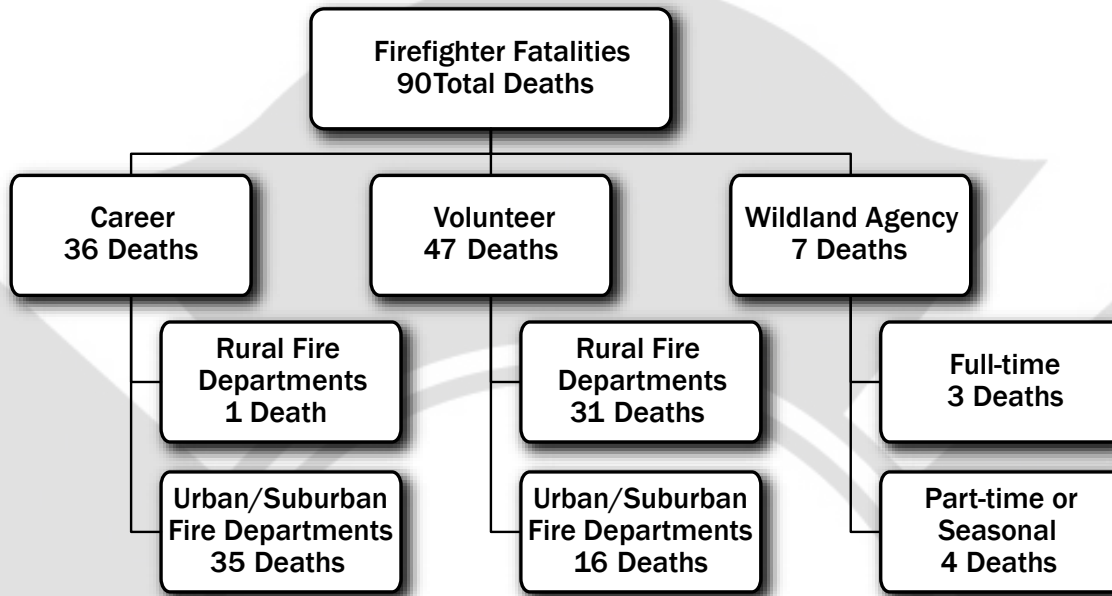 Firefighter Fatalities
90Total Deaths
Career
36 Deaths
Volunteer
47 Deaths
Wildland Agency
7 Deaths
Rural Fire
Departments
1 Death
Rural Fire
Departments
31 Deaths
Full-time
3 Deaths
Urban/Suburban
Fire Departments
35 Deaths
Urban/Suburban
Fire Departments
16 Deaths
Part-time or
Seasonal
4 Deaths